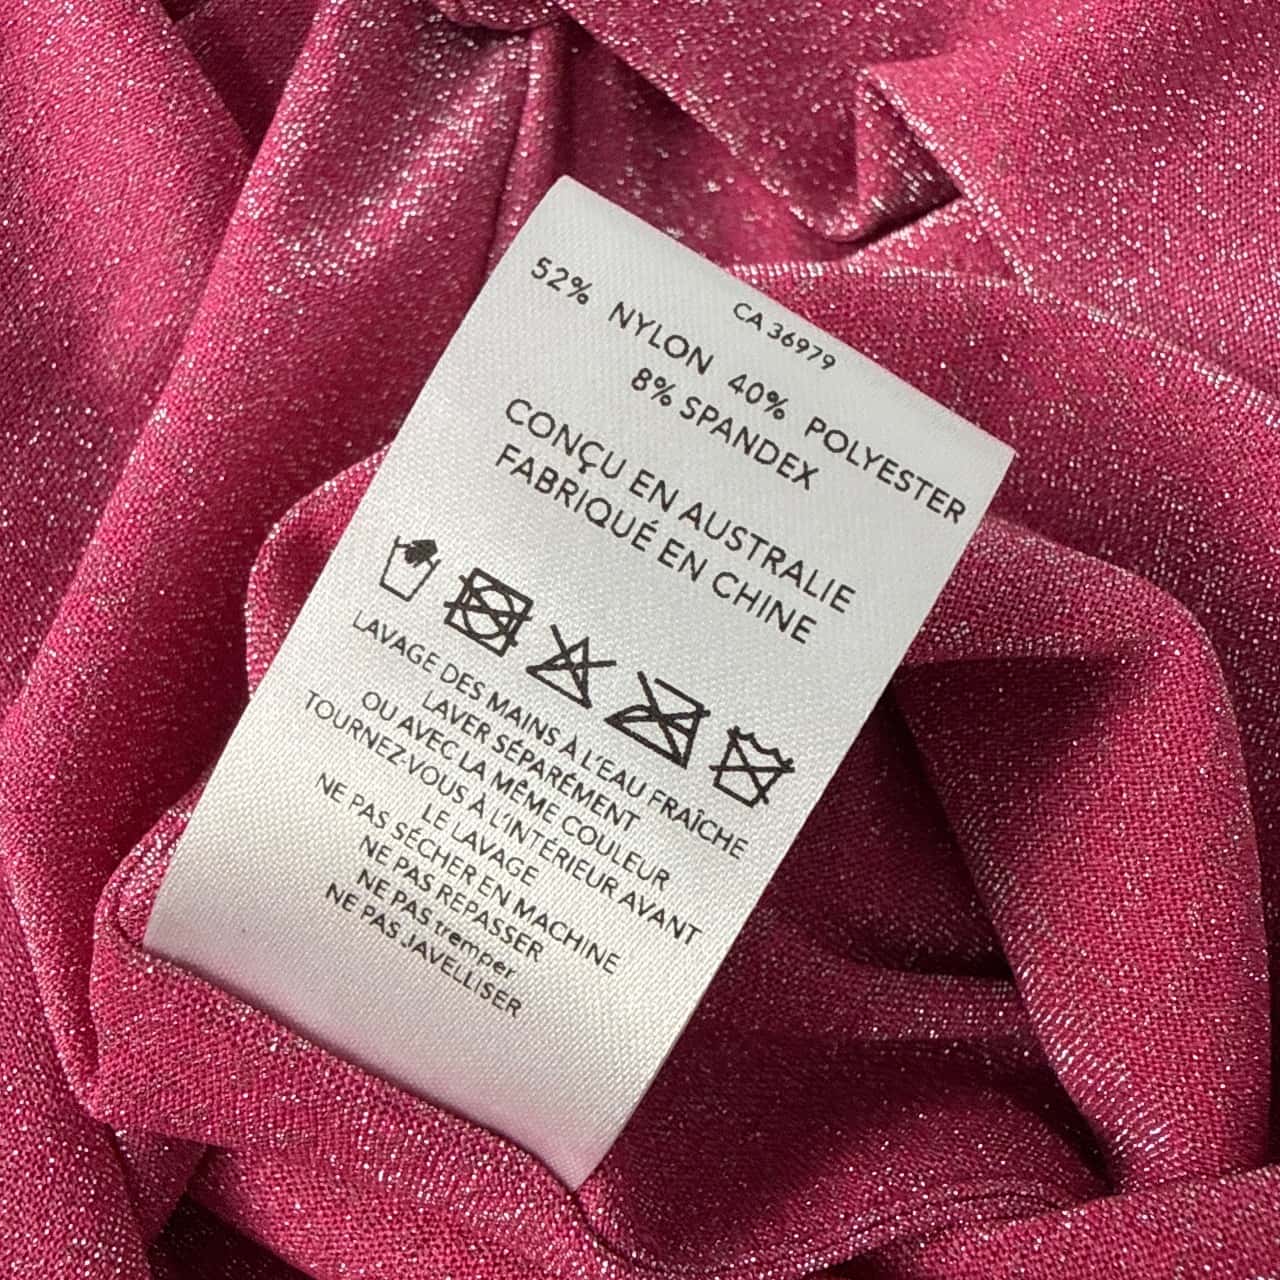 CA 36979
52% NYLON 40% POLYESTER
8% SPANDEX
CONÇU EN AUSTRALIE
FABRIQUÉ EN CHINE
LAVAGE DES MAINS À L'EAU FRAÎCHE
LAVER SÉPARÉMENT
OU AVEC LA MÊME COULEUR
TOURNEZ-VOUS À L'INTÉRIEUR AVANT
LE LAVAGE
NE PAS SÉCHER EN MACHINE
NE PAS REPASSER
NE PAS tremper
NE PAS JAVELLISER